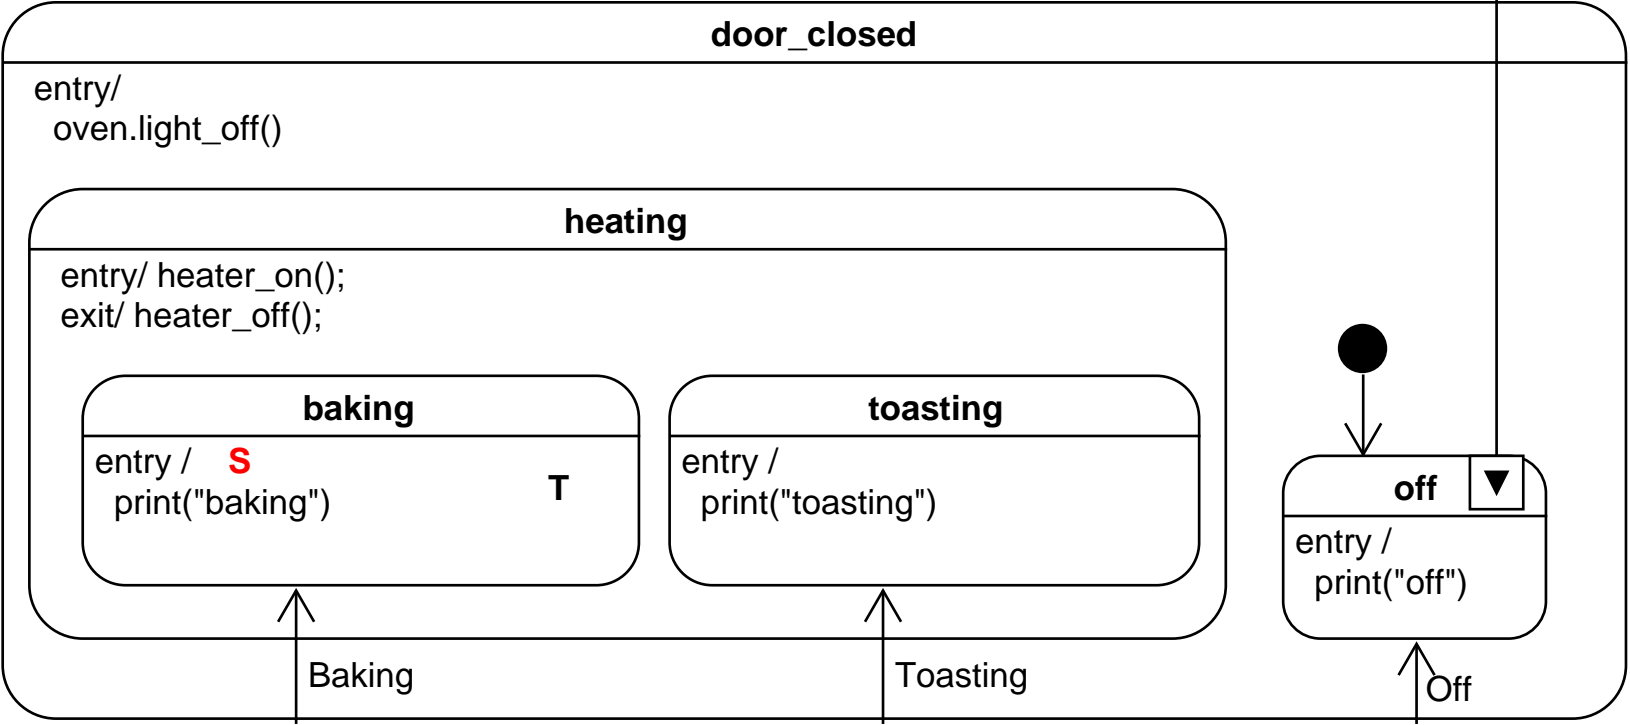 door_closed
entry/
oven.light_off()
heating
entry/ heater_on();
exit/ heater_off();
baking
entry / S
print("baking")
T
toasting
entry /
print("toasting")
off
entry /
print("off")
Baking
Toasting
Off